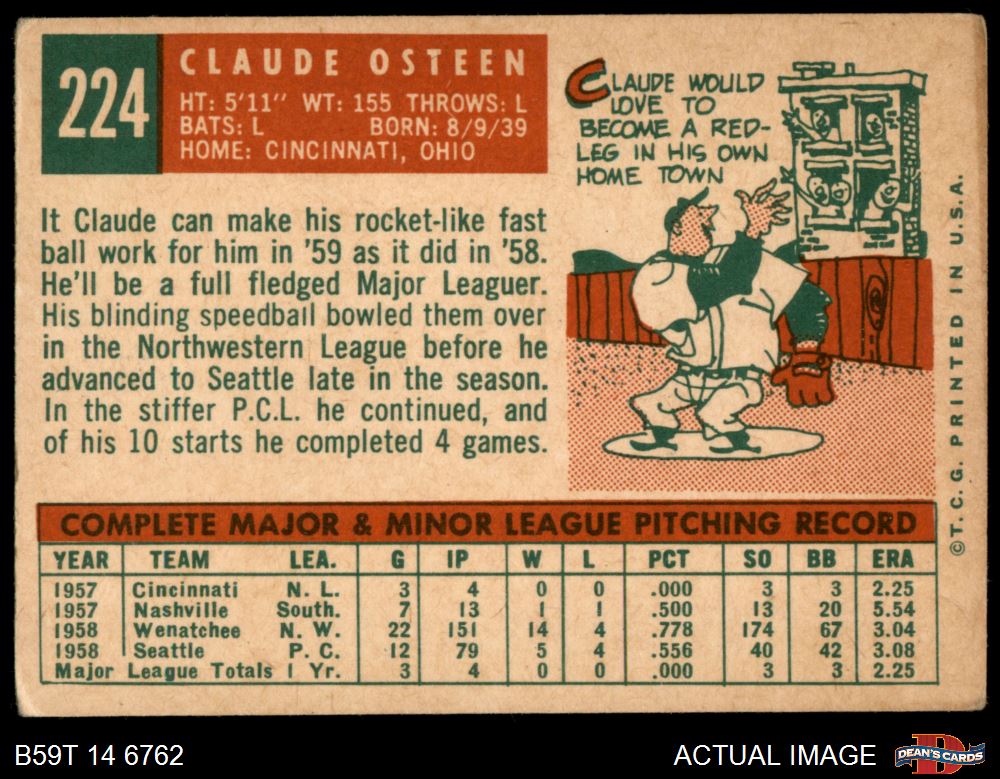 224
CLAUDE OSTEEN
HT: 5'11" WT: 155 THROWS: L
BATS: L BORN: 8/9/39
HOME: CINCINNATI, OHIO
CLAUDE WOULD
LOVE TO
BECOME A RED-
LEG IN HIS OWN
HOME TOWN
It Claude can make his rocket-like fast
ball work for him in '59 as it did in '58.
He'll be a full fledged Major Leaguer.
His blinding speedball bowled them over
in the Northwestern League before he
advanced to Seattle late in the season.
In the stiffer P.C.L. he continued, and
of his 10 starts he completed 4 games.
©T. C. G. PRINTED IN U.S.A.
COMPLETE MAJOR & MINOR LEAGUE PITCHING RECORD
YEAR TEAM LEA. G IP W L PCT SO BB ERA
1957 Cincinnati N. L. 3 4 0 0 .000 3 3 2.25
1957 Nashville South. 7 13 1 1 .500 13 20 5.54
1958 Wenatchee N. W. 22 151 14 4 .778 174 67 3.04
1958 Seattle P. C. 12 79 5 4 .556 40 42 3.08
Major League Totals 1 Yr. 3 4 0 0 .000 3 3 2.25
B59T 14 6762
ACTUAL IMAGE
D
DEAN'S CARDS